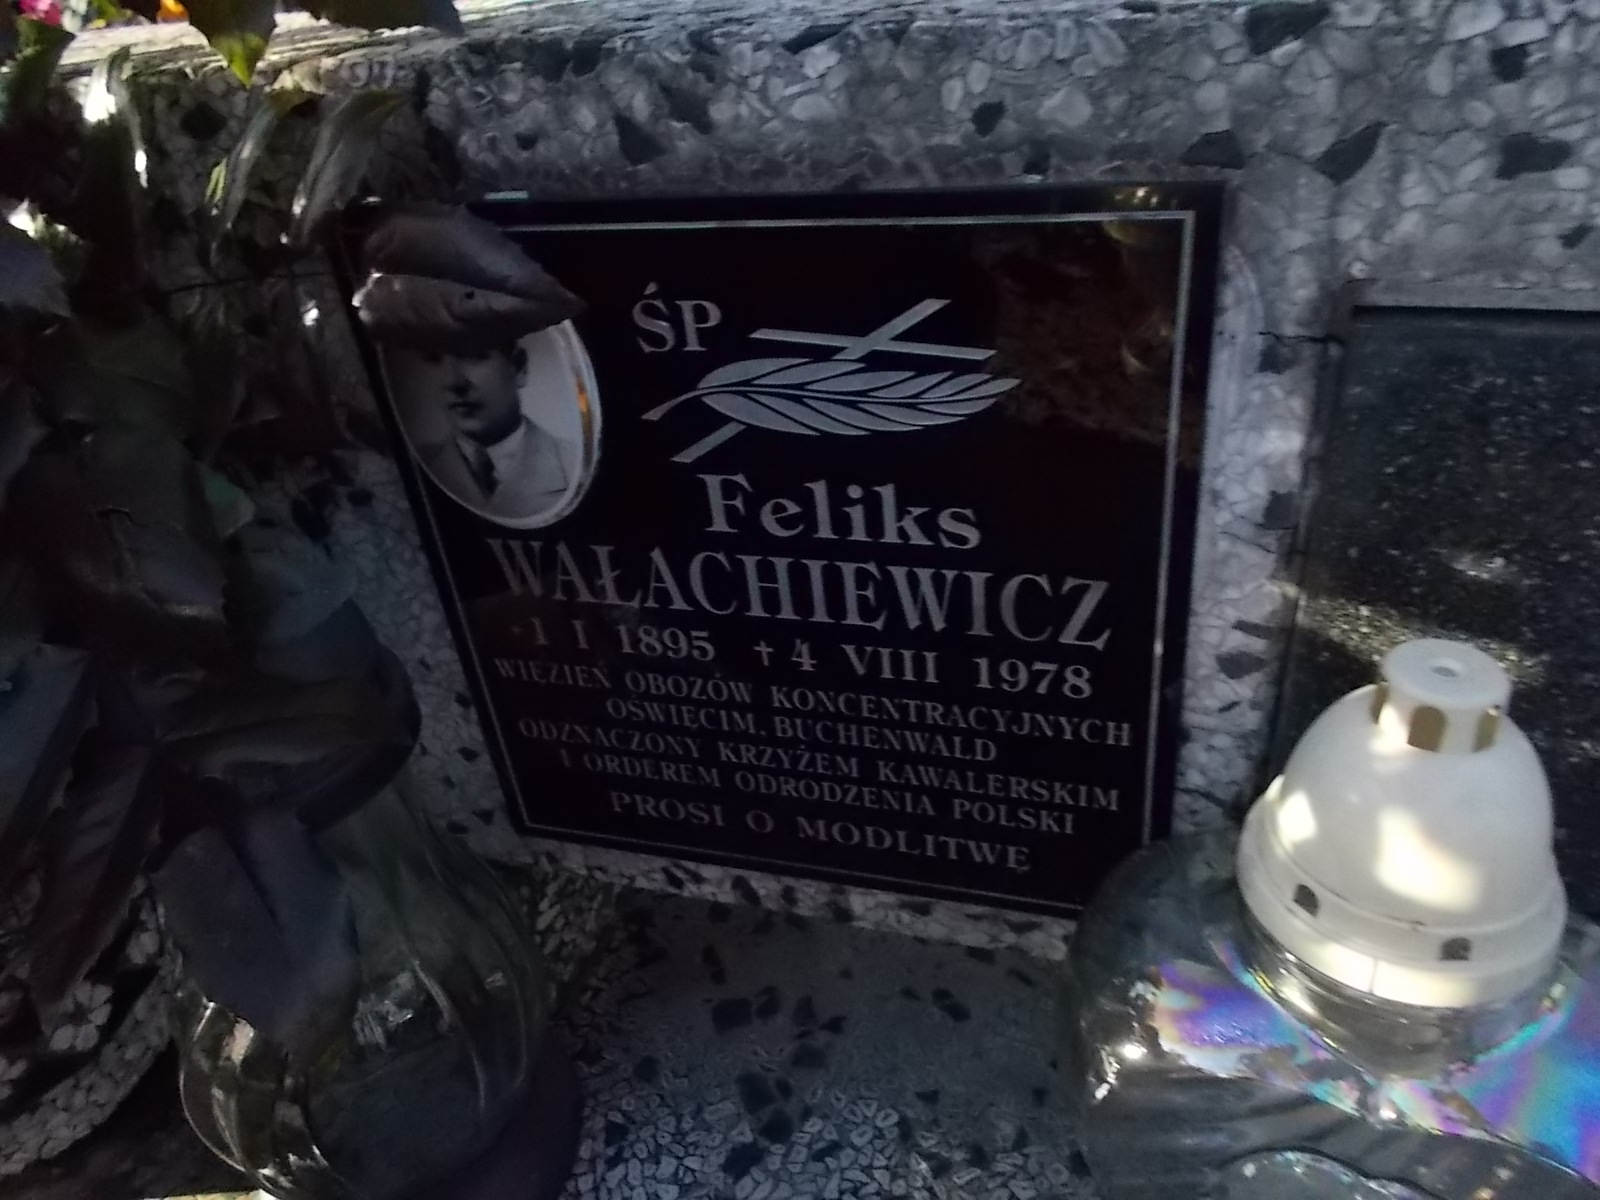 ŚP
Feliks
WAŁACHIEWICZ
1 I 1895 † 4 VIII 1978
WIĘZIEŃ OBOZÓW KONCENTRACYJNYCH
OŚWIĘCIM, BUCHENWALD
ODZNACZONY KRZYŻEM KAWALERSKIM
I ORDEREM ODRODZENIA POLSKI
PROSI O MODLITWĘ